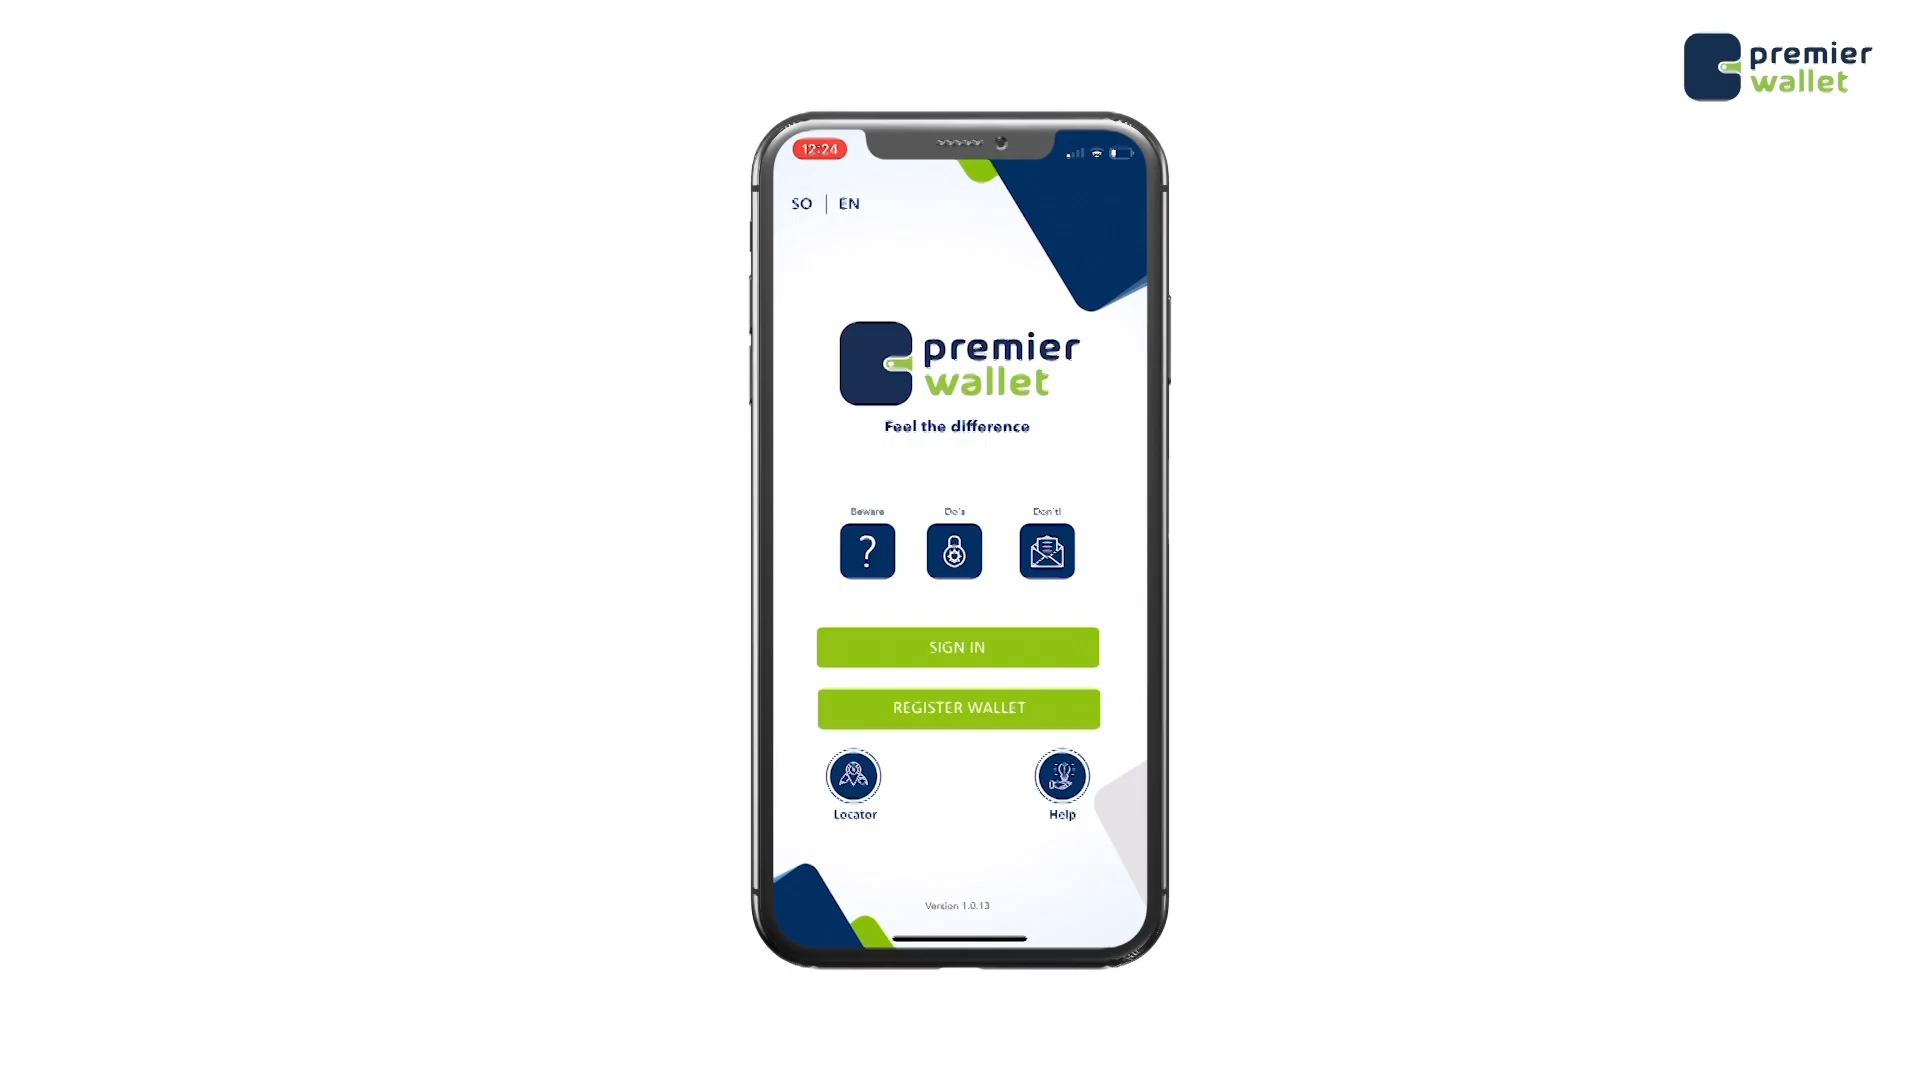 premier
wallet
12:24
SO | EN
premier
wallet
Feel the difference
Beware
Do's
Don't!
?
SIGN IN
REGISTER WALLET
Locator
Help
Version 1.0.13